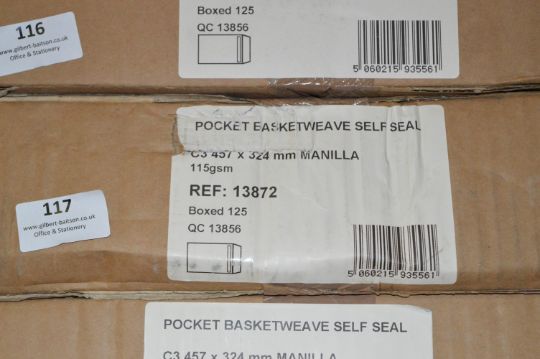 116
www.gilbert-baitson.co.uk
Office & Stationery
Boxed 125
QC 13856
5 060215 935561
POCKET BASKETWEAVE SELF SEAL
C3 457 x 324 mm MANILLA
115gsm
REF: 13872
Boxed 125
QC 13856
5 060215 935561
117
www.gilbert-baitson.co.uk
Office & Stationery
POCKET BASKETWEAVE SELF SEAL
C3 457 x 324 mm MANILLA